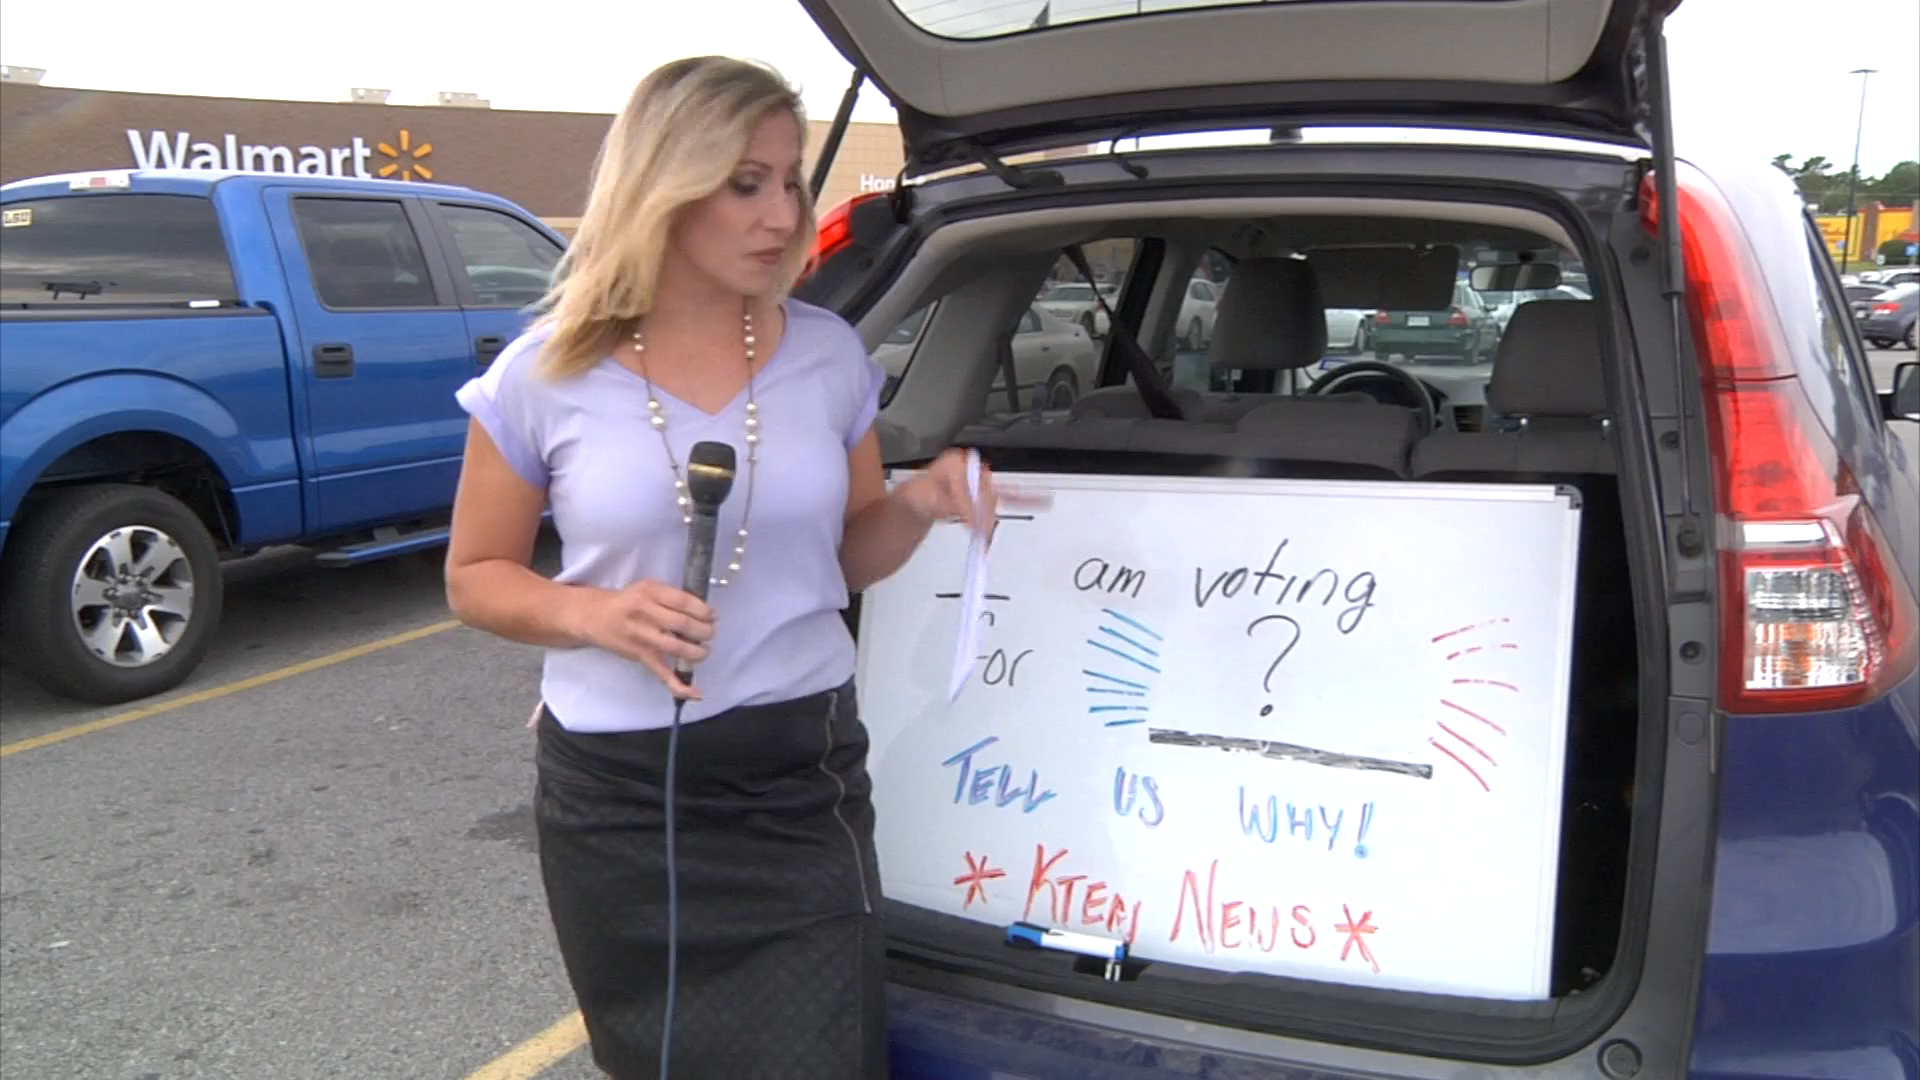 Walmart
I am voting
for ?
TELL US WHY!
* KTEN NEWS *